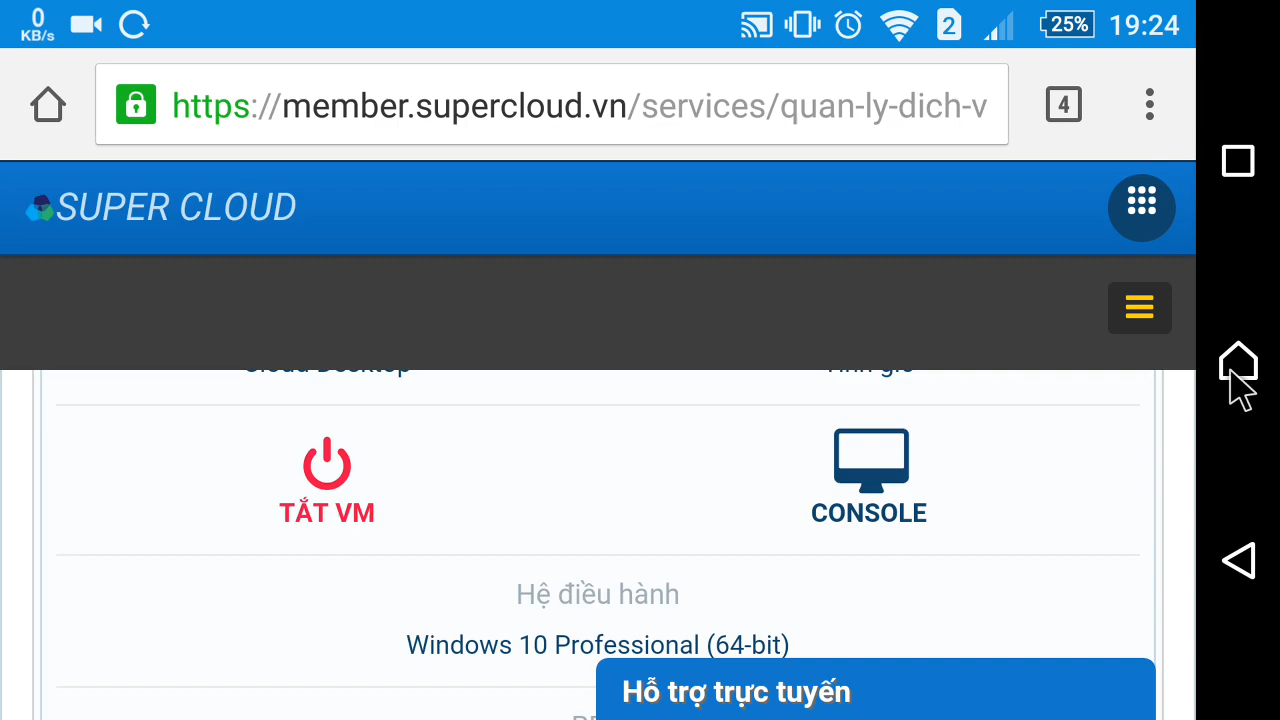 0
KB/s
2
25%
19:24
https://member.supercloud.vn/services/quan-ly-dich-v
4
SUPER CLOUD
Cloud Desktop
Tính giờ
TẮT VM
CONSOLE
Hệ điều hành
Windows 10 Professional (64-bit)
Hỗ trợ trực tuyến